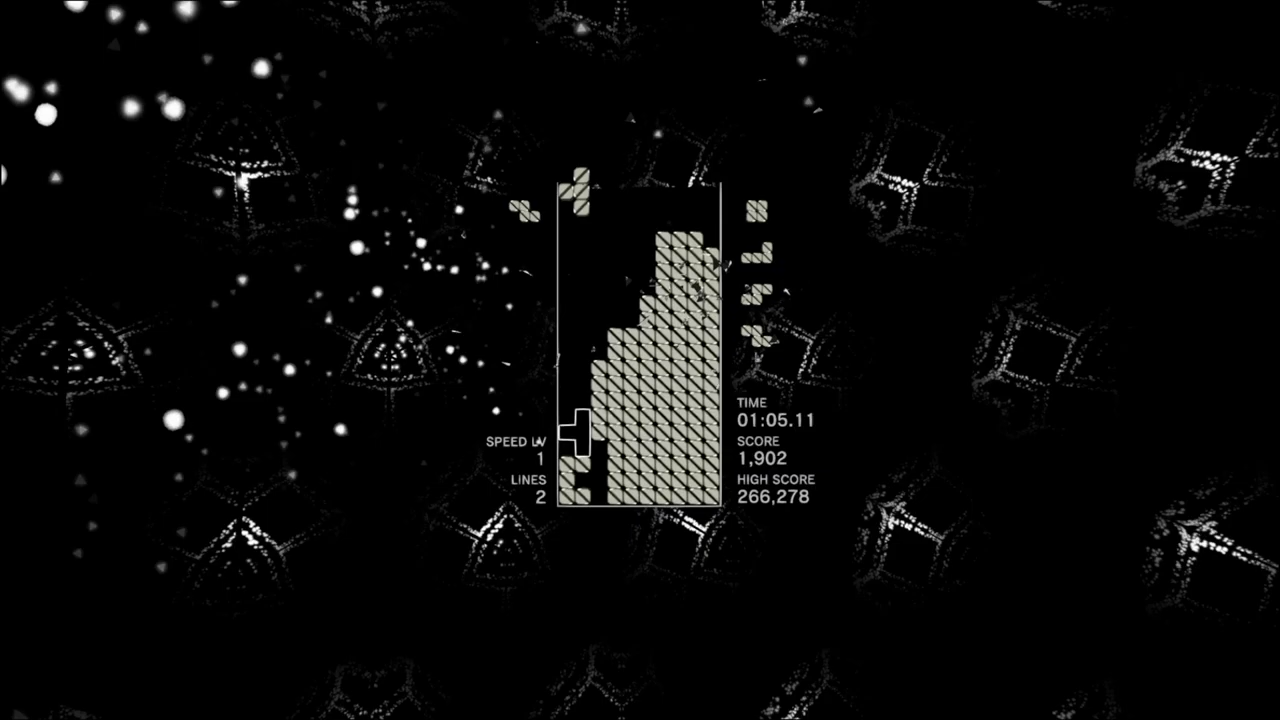 SPEED LV
1
LINES
2
TIME
01:05.11
SCORE
1,902
HIGH SCORE
266,278